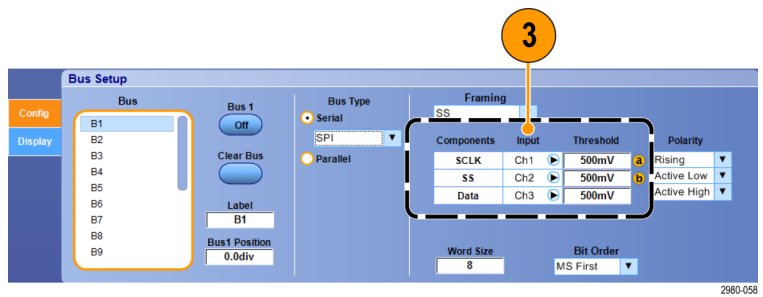 3
Bus Setup
Config
Display
Bus
B1
B2
B3
B4
B5
B6
B7
B8
B9
Bus 1
Off
Clear Bus
Label
B1
Bus1 Position
0.0div
Bus Type
Serial
SPI
Parallel
Framing
SS
Components Input Threshold Polarity
SCLK Ch1 500mV a Rising
SS Ch2 500mV b Active Low
Data Ch3 500mV Active High
Word Size Bit Order
8 MS First
2980-058